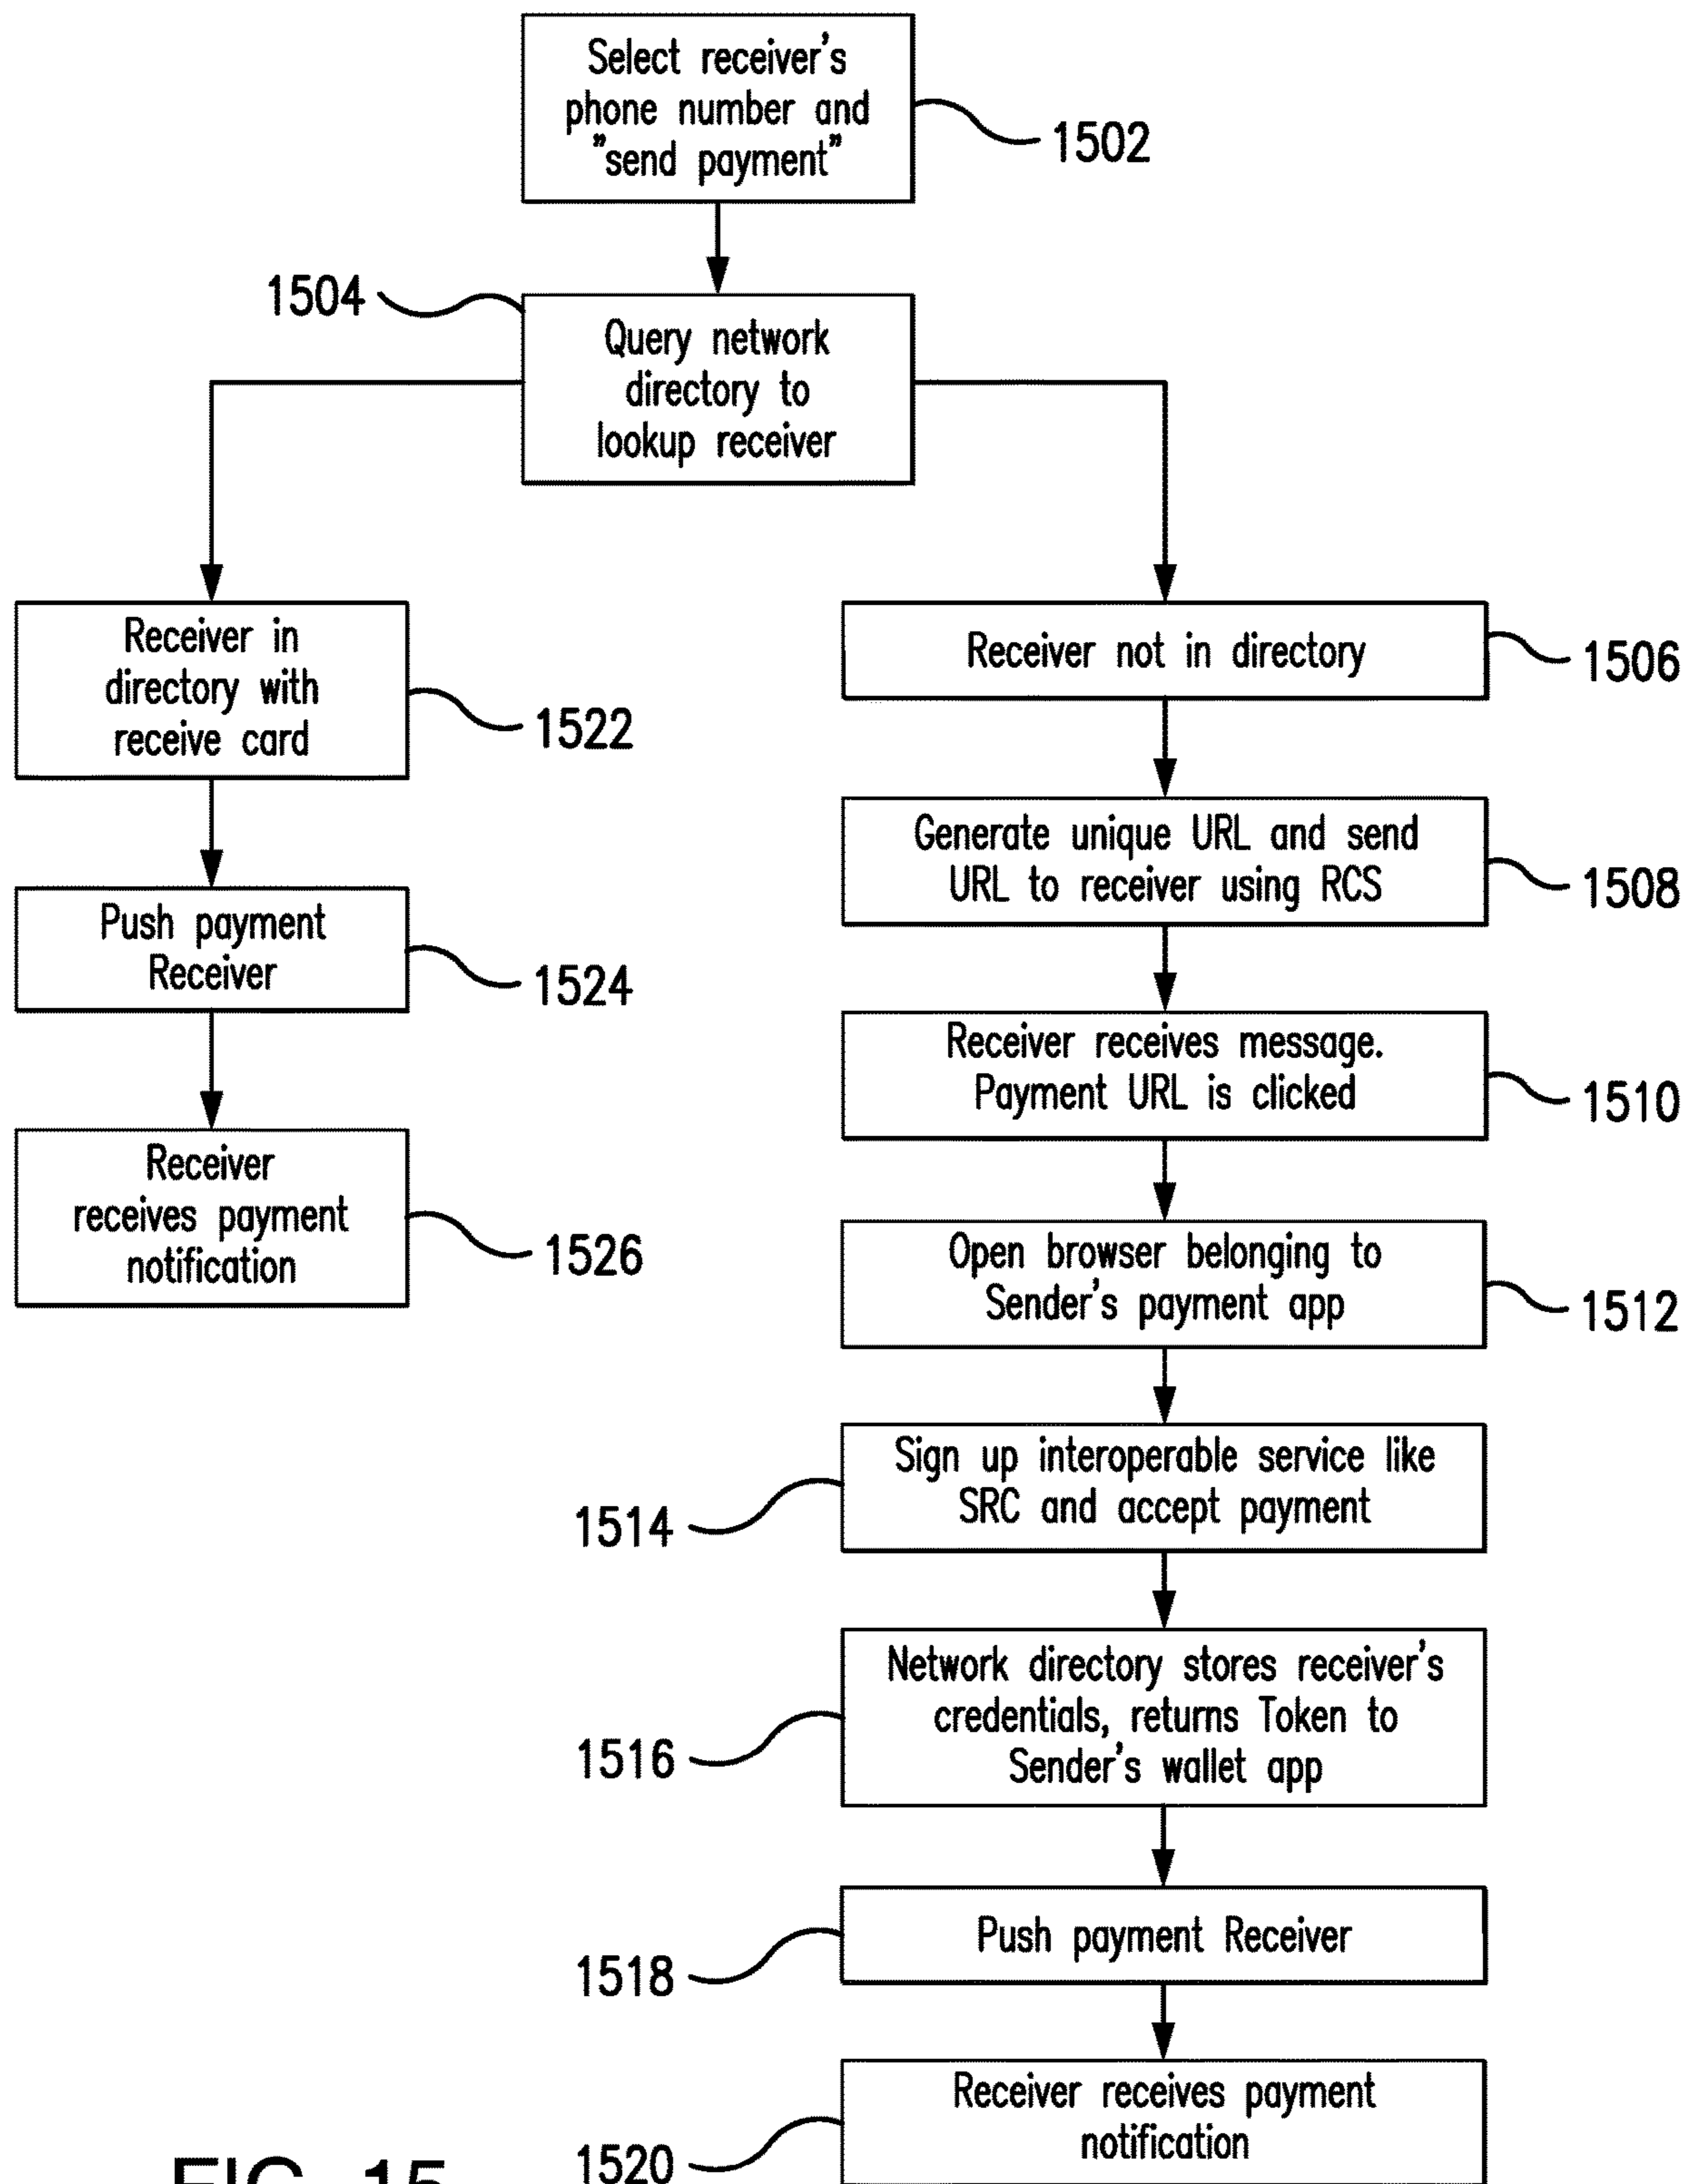 Select receiver's
phone number and
"send payment"
1502
1504
Query network
directory to
lookup receiver
Receiver in
directory with
receive card
1522
Push payment
Receiver
1524
Receiver
receives payment
notification
1526
Receiver not in directory
1506
Generate unique URL and send
URL to receiver using RCS
1508
Receiver receives message.
Payment URL is clicked
1510
Open browser belonging to
Sender's payment app
1512
Sign up interoperable service like
SRC and accept payment
1514
Network directory stores receiver's
credentials, returns Token to
Sender's wallet app
1516
Push payment Receiver
1518
Receiver receives payment
notification
1520
FIG. 15